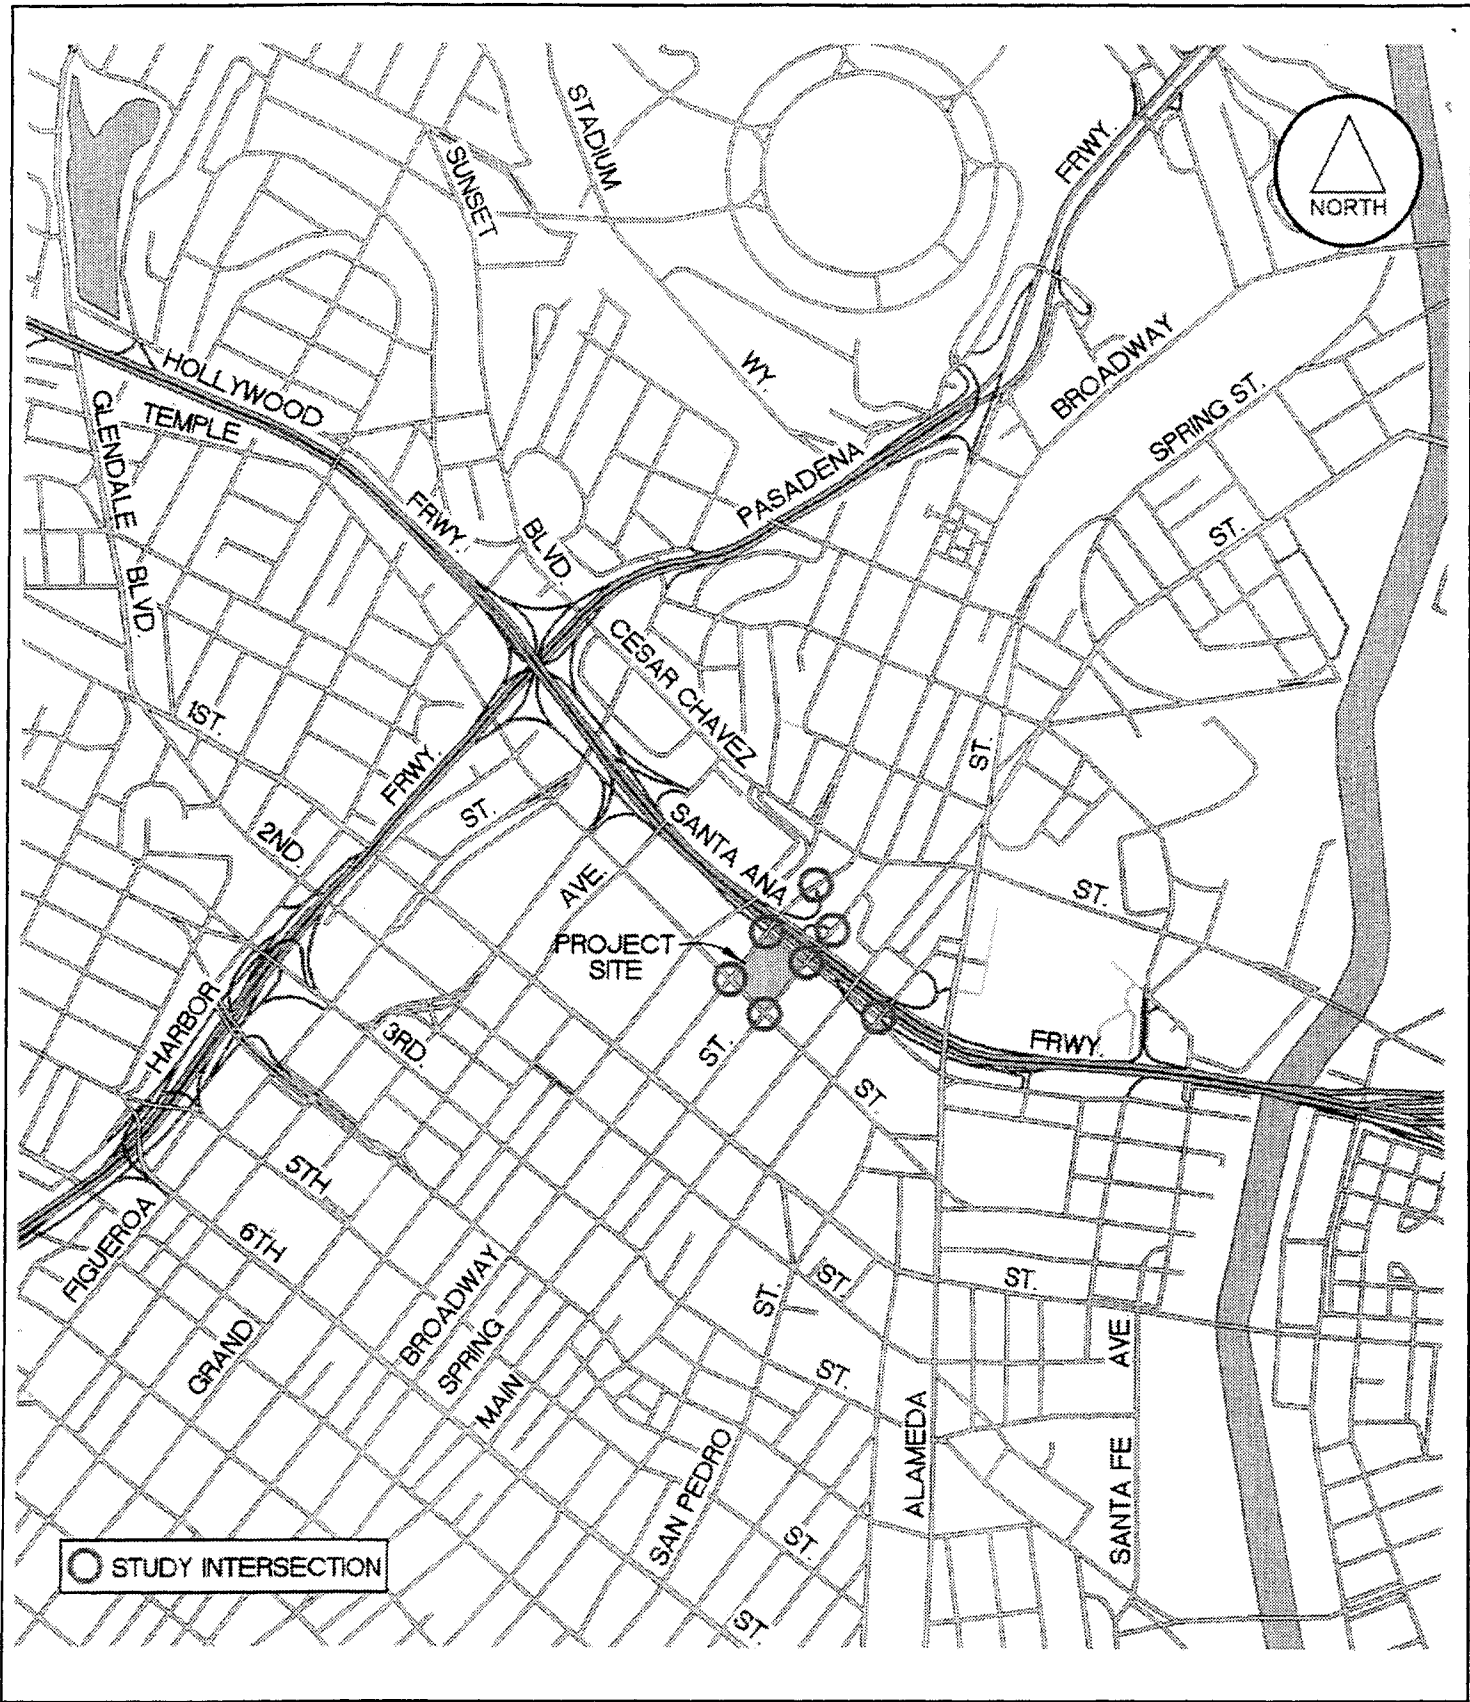 STADIUM
SUNSET
FRWY.
NORTH
HOLLYWOOD
TEMPLE
GLENDALE
WY.
BROADWAY
SPRING ST.
PASADENA
FRWY.
BLVD.
ST.
BLVD.
CESAR CHAVEZ
1ST.
FRWY.
ST.
ST.
2ND.
SANTA ANA
AVE.
ST.
PROJECT
SITE
HARBOR
3RD.
ST.
FRWY.
ST.
5TH
6TH
FIGUEROA
ST.
ST.
ST.
BROADWAY
SPRING
GRAND
MAIN
ST.
AVE
ALAMEDA
SAN PEDRO
SANTA FE
ST.
STUDY INTERSECTION
ST.